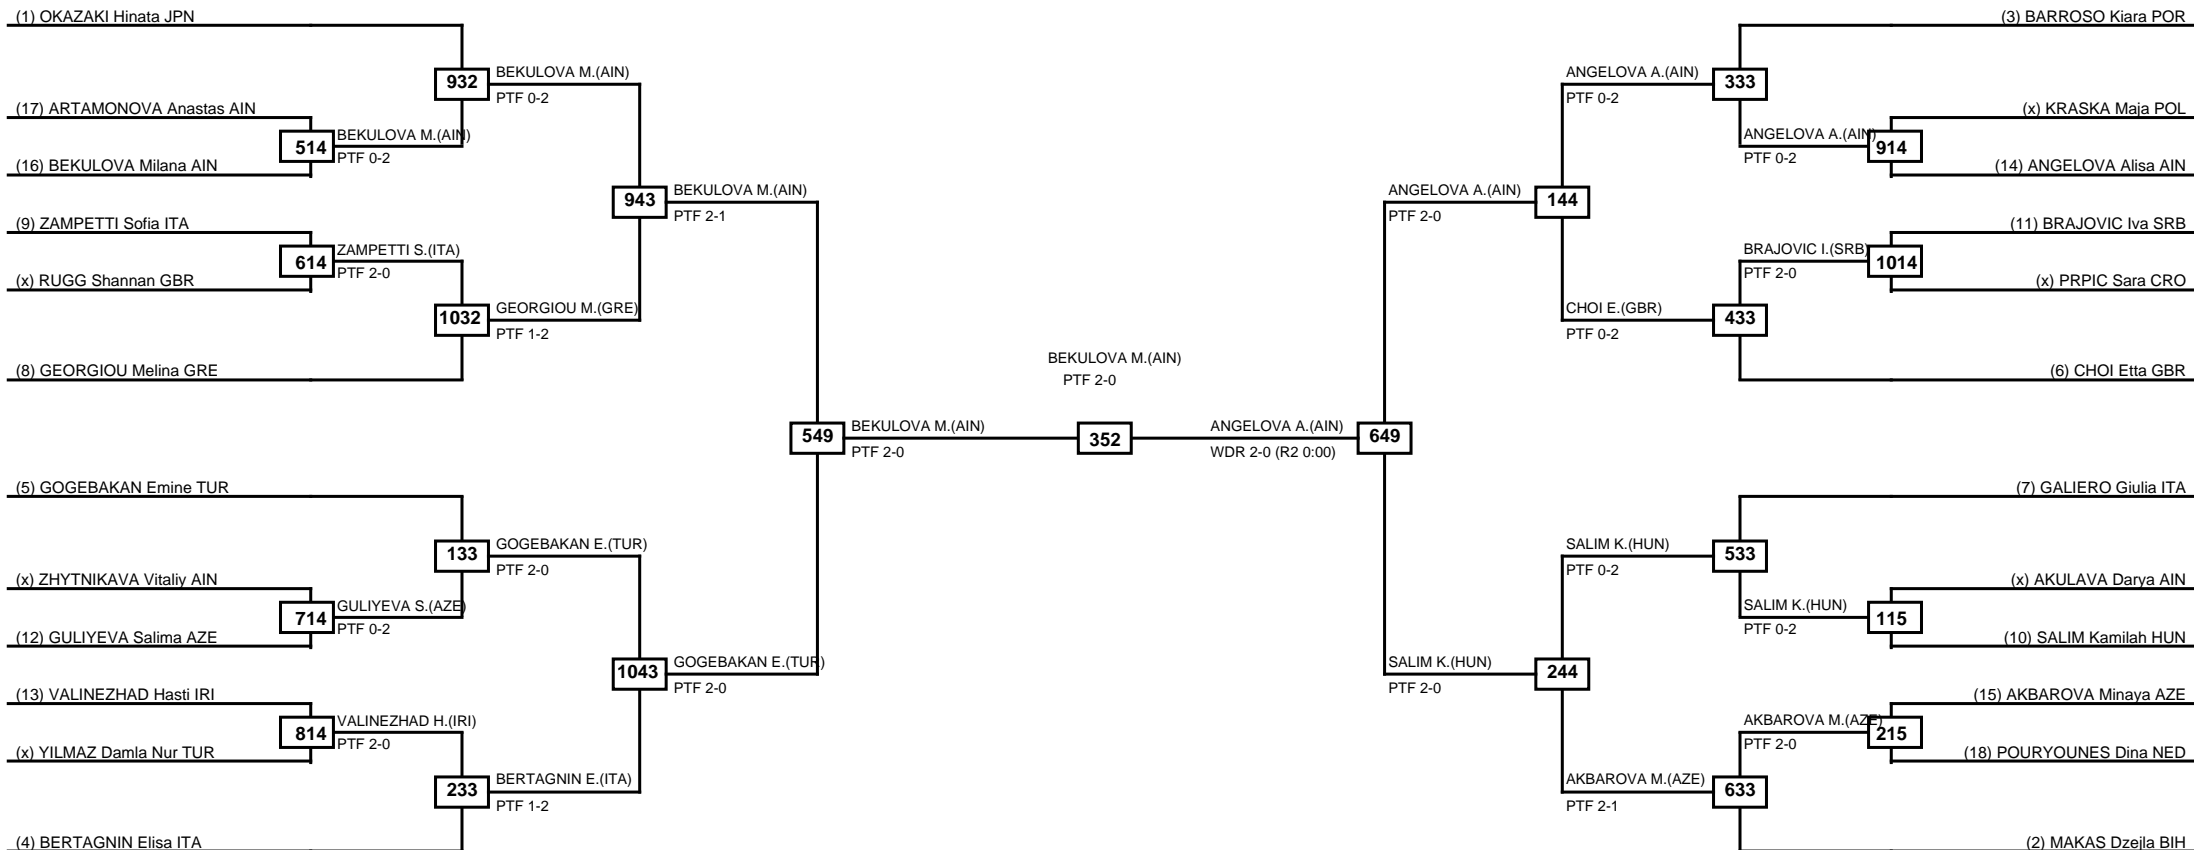 (1) OKAZAKI Hinata JPN
932
BEKULOVA M.(AIN)
PTF 0-2
(17) ARTAMONOVA Anastas AIN
514
BEKULOVA M.(AIN)
PTF 0-2
(16) BEKULOVA Milana AIN
943
BEKULOVA M.(AIN)
PTF 2-1
(9) ZAMPETTI Sofia ITA
614
ZAMPETTI S.(ITA)
PTF 2-0
(x) RUGG Shannan GBR
1032
GEORGIOU M.(GRE)
PTF 1-2
(8) GEORGIOU Melina GRE
549
BEKULOVA M.(AIN)
PTF 2-0
(5) GOGEBAKAN Emine TUR
133
GOGEBAKAN E.(TUR)
PTF 2-0
(x) ZHYTNIKAVA Vitaliy AIN
714
GULIYEVA S.(AZE)
PTF 0-2
(12) GULIYEVA Salima AZE
1043
GOGEBAKAN E.(TUR)
PTF 2-0
(13) VALINEZHAD Hasti IRI
814
VALINEZHAD H.(IRI)
PTF 2-0
(x) YILMAZ Damla Nur TUR
233
BERTAGNIN E.(ITA)
PTF 1-2
(4) BERTAGNIN Elisa ITA
BEKULOVA M.(AIN)
PTF 2-0
352
(3) BARROSO Kiara POR
ANGELOVA A.(AIN)
PTF 0-2
333
(x) KRASKA Maja POL
ANGELOVA A.(AIN)
PTF 0-2
914
(14) ANGELOVA Alisa AIN
ANGELOVA A.(AIN)
PTF 2-0
144
(11) BRAJOVIC Iva SRB
BRAJOVIC I.(SRB)
PTF 2-0
1014
(x) PRPIC Sara CRO
CHOI E.(GBR)
PTF 0-2
433
(6) CHOI Etta GBR
ANGELOVA A.(AIN)
WDR 2-0 (R2 0:00)
649
(7) GALIERO Giulia ITA
SALIM K.(HUN)
PTF 0-2
533
(x) AKULAVA Darya AIN
SALIM K.(HUN)
PTF 0-2
115
(10) SALIM Kamilah HUN
SALIM K.(HUN)
PTF 2-0
244
(15) AKBAROVA Minaya AZE
AKBAROVA M.(AZE)
PTF 2-0
215
(18) POURYOUNES Dina NED
AKBAROVA M.(AZE)
PTF 2-1
633
(2) MAKAS Dzejla BIH